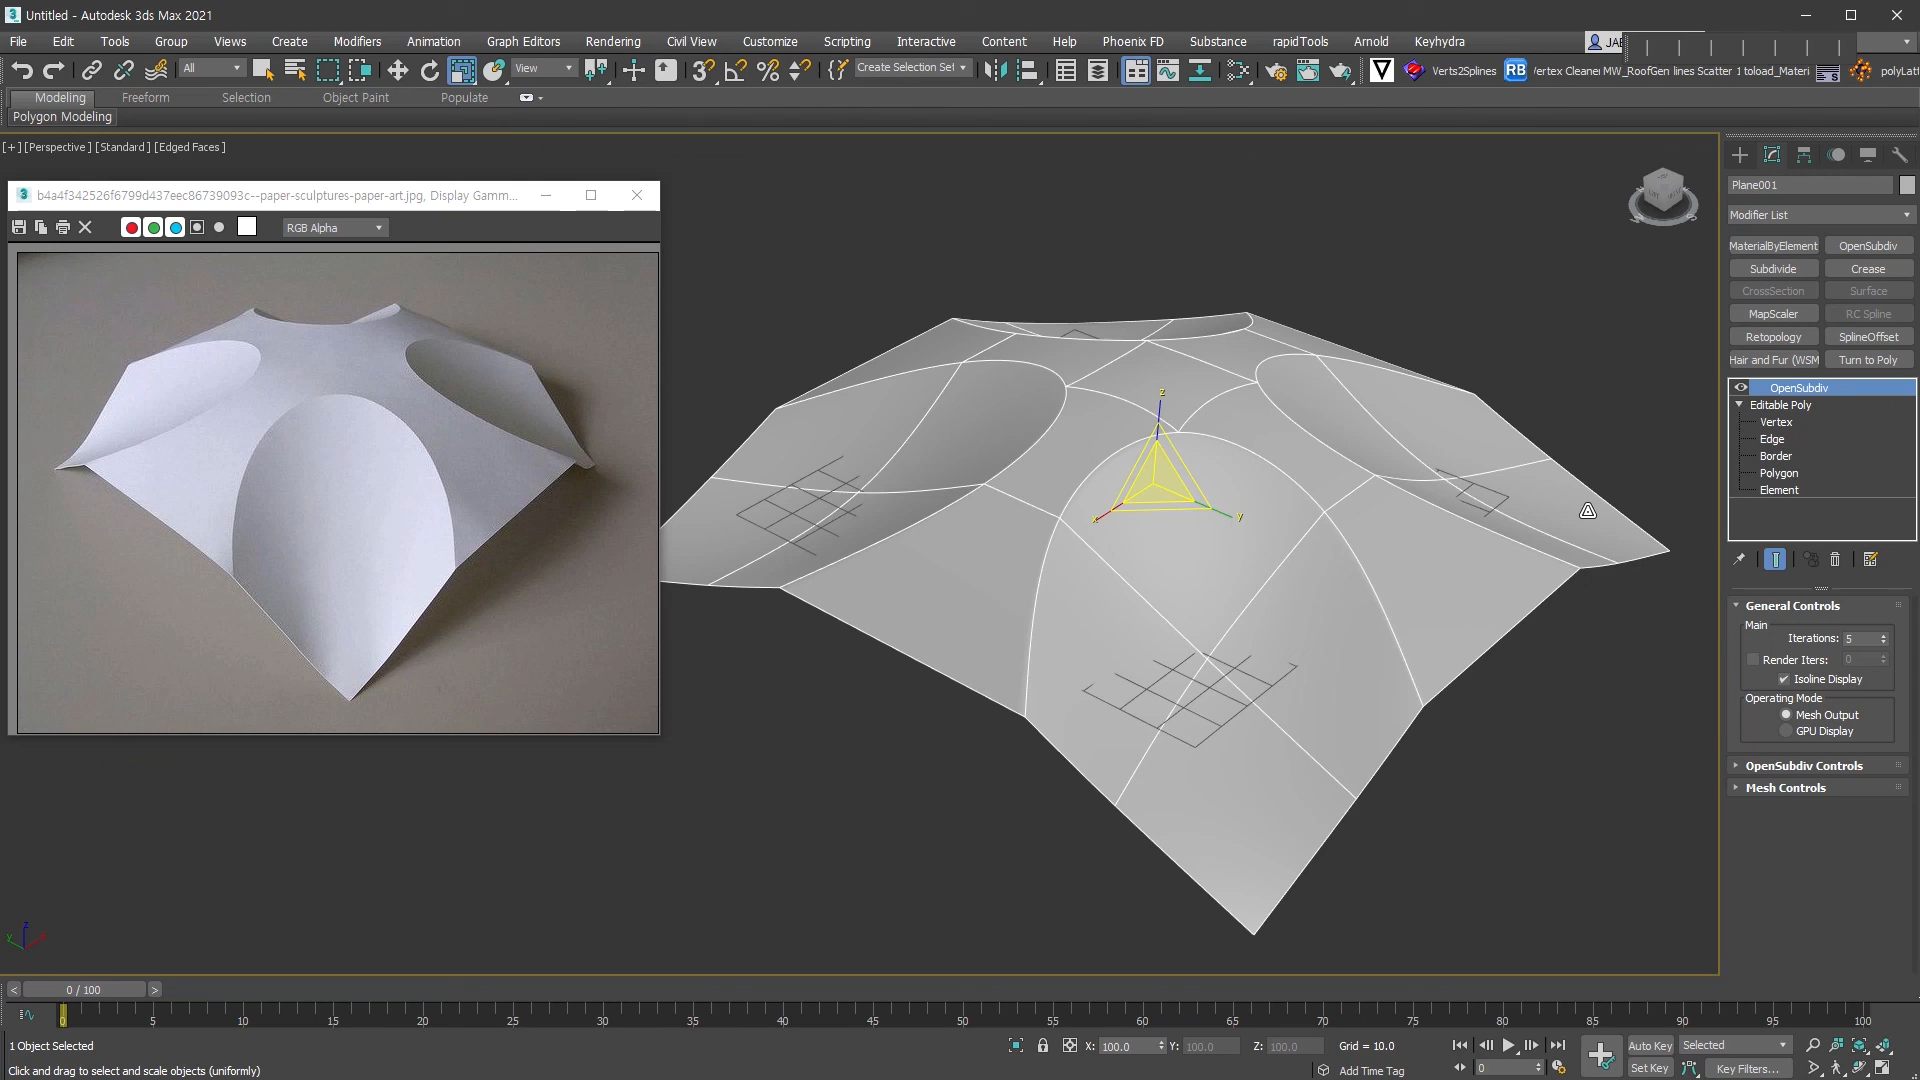 Untitled - Autodesk 3ds Max 2021
File Edit Tools Group Views Create Modifiers Animation Graph Editors Rendering Civil View Customize Scripting Interactive Content Help Phoenix FD Substance rapidTools Arnold Keyhydra
All View Create Selection Set Verts2Splines RB MW_RoofGen lines Scatter 1
Modeling Freeform Selection Object Paint Populate
Polygon Modeling
[+] [Perspective ] [Standard ] [Edged Faces ]
b4a4f342526f6799d437eec86739093c--paper-sculptures-paper-art.jpg, Display Gamm...
RGB Alpha
z
x
y
Plane001
Modifier List
MaterialByElement OpenSubdiv
Subdivide Crease
CrossSection Surface
MapScaler RC Spline
Retopology SplineOffset
Hair and Fur (WSM Turn to Poly
OpenSubdiv
Editable Poly
Vertex
Edge
Border
Polygon
Element
General Controls
Main
Iterations: 5
Render Iters: 0
Isoline Display
Operating Mode
Mesh Output
GPU Display
OpenSubdiv Controls
Mesh Controls
< 0 / 100 >
0 5 10 15 20 25 30 35 40 45 50 55 60 65 70 75 80 85 90 95 100
1 Object Selected
X: 100.0 Y: 100.0 Z: 100.0 Grid = 10.0
Auto Key Selected
Click and drag to select and scale objects (uniformly)
Add Time Tag
0
Set Key Key Filters...